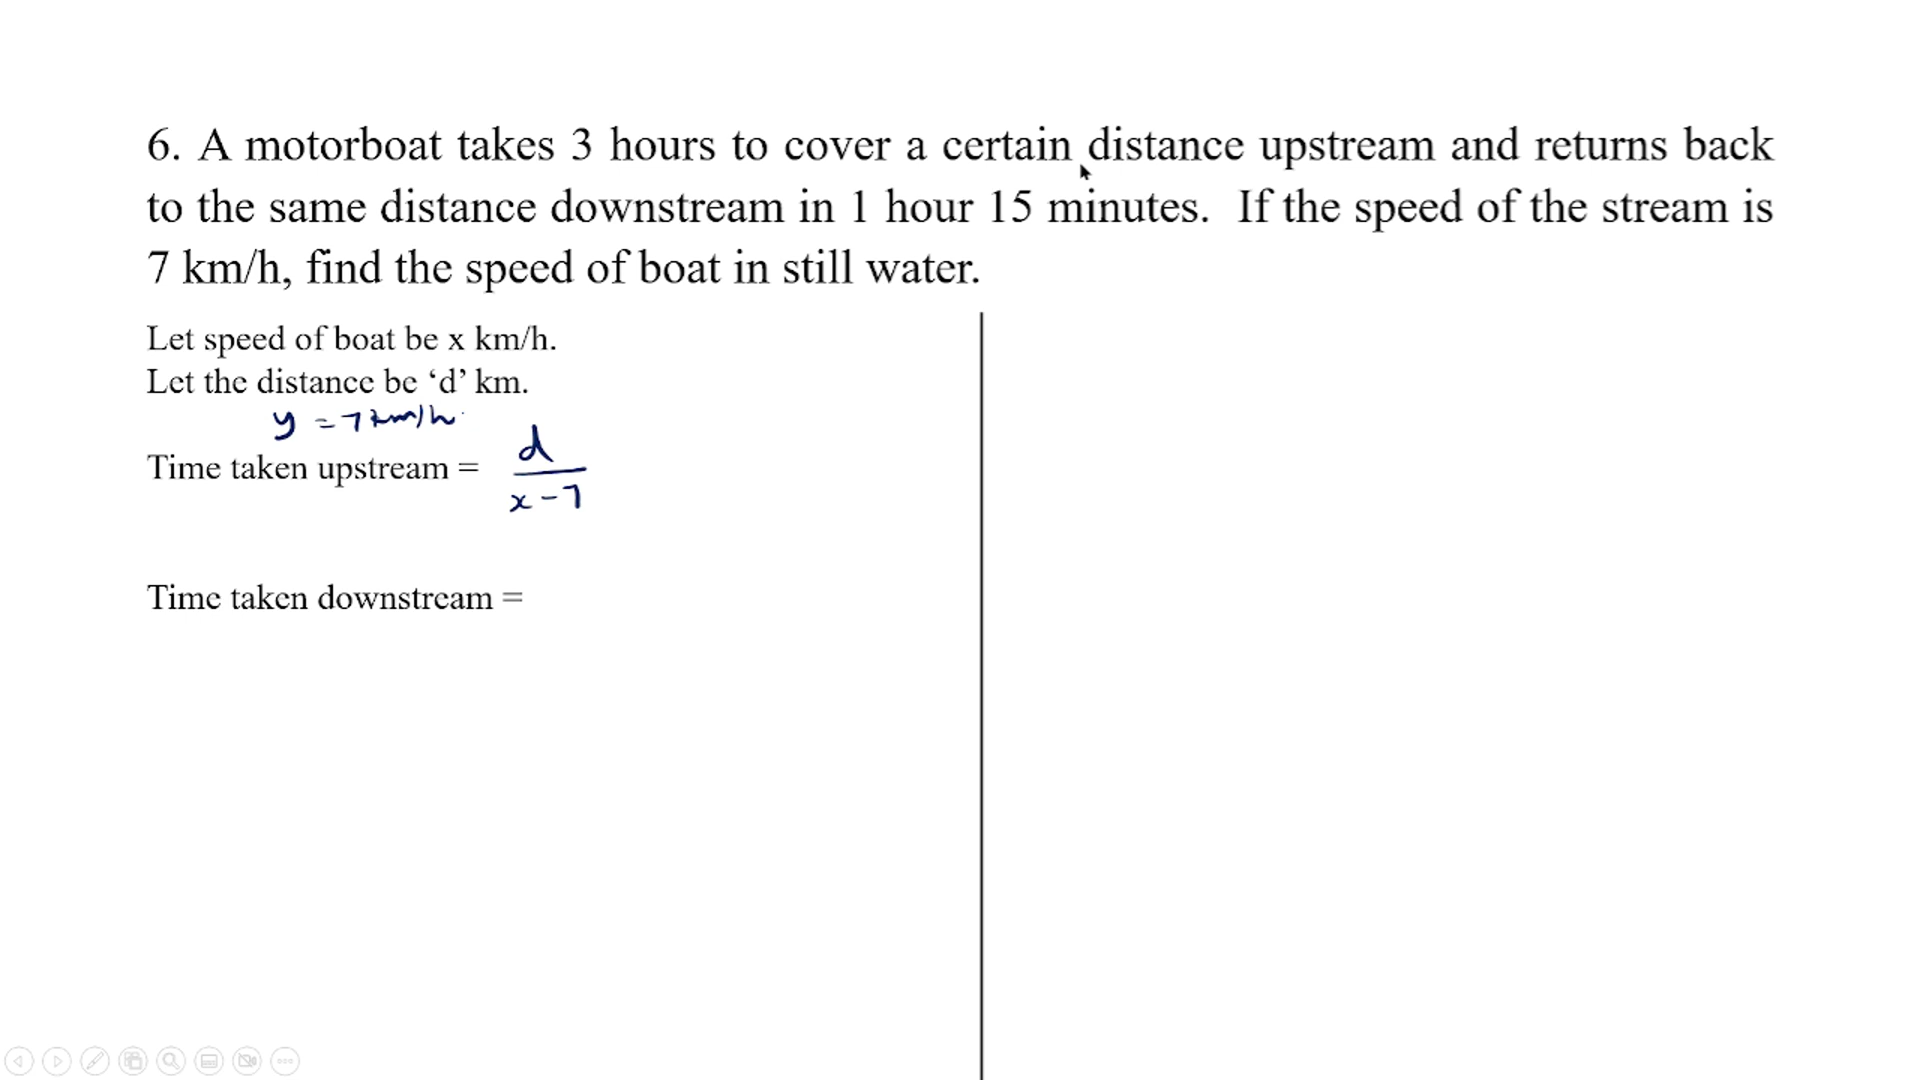 6. A motorboat takes 3 hours to cover a certain distance upstream and returns back
to the same distance downstream in 1 hour 15 minutes. If the speed of the stream is
7 km/h, find the speed of boat in still water.
Let speed of boat be x km/h.
Let the distance be ‘d’ km.
y = 7 km/h
Time taken upstream = d / x - 7
Time taken downstream =